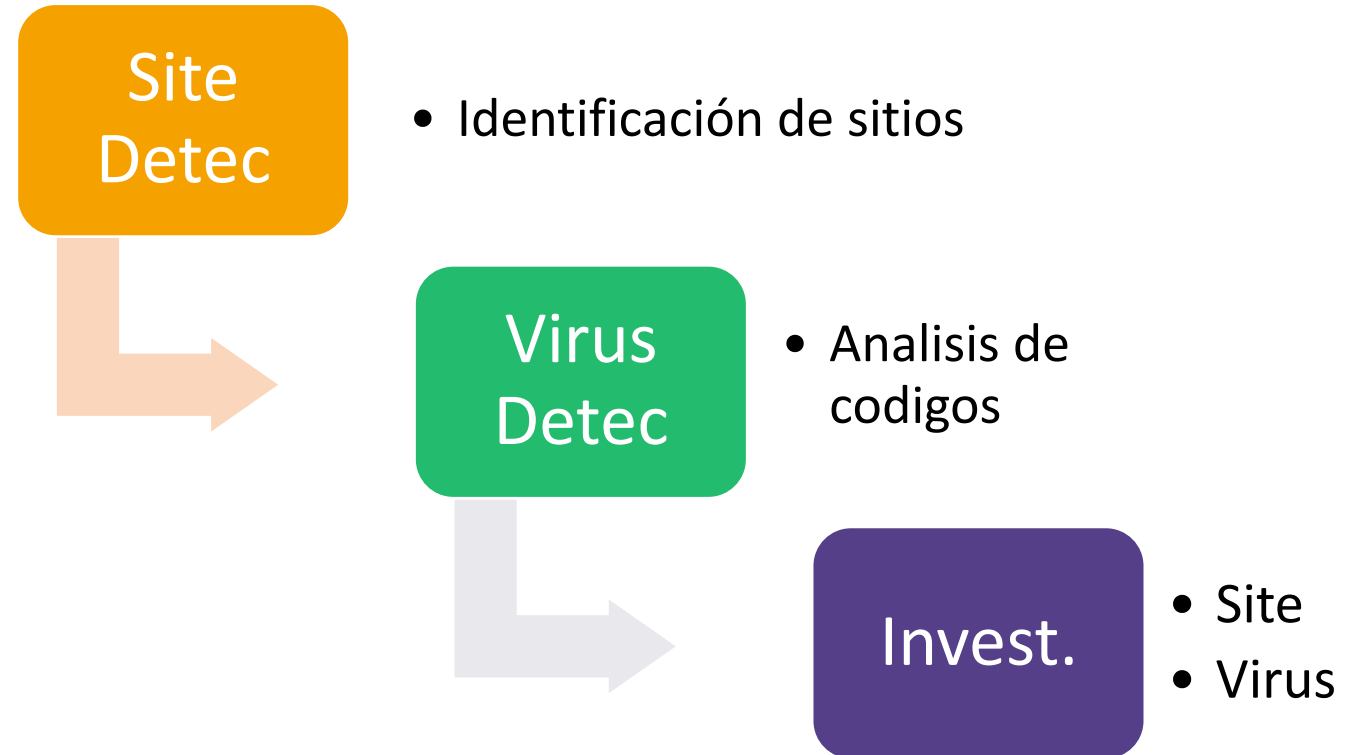 Site
Detec
• Identificación de sitios
Virus
Detec
• Analisis de
codigos
Invest.
• Site
• Virus